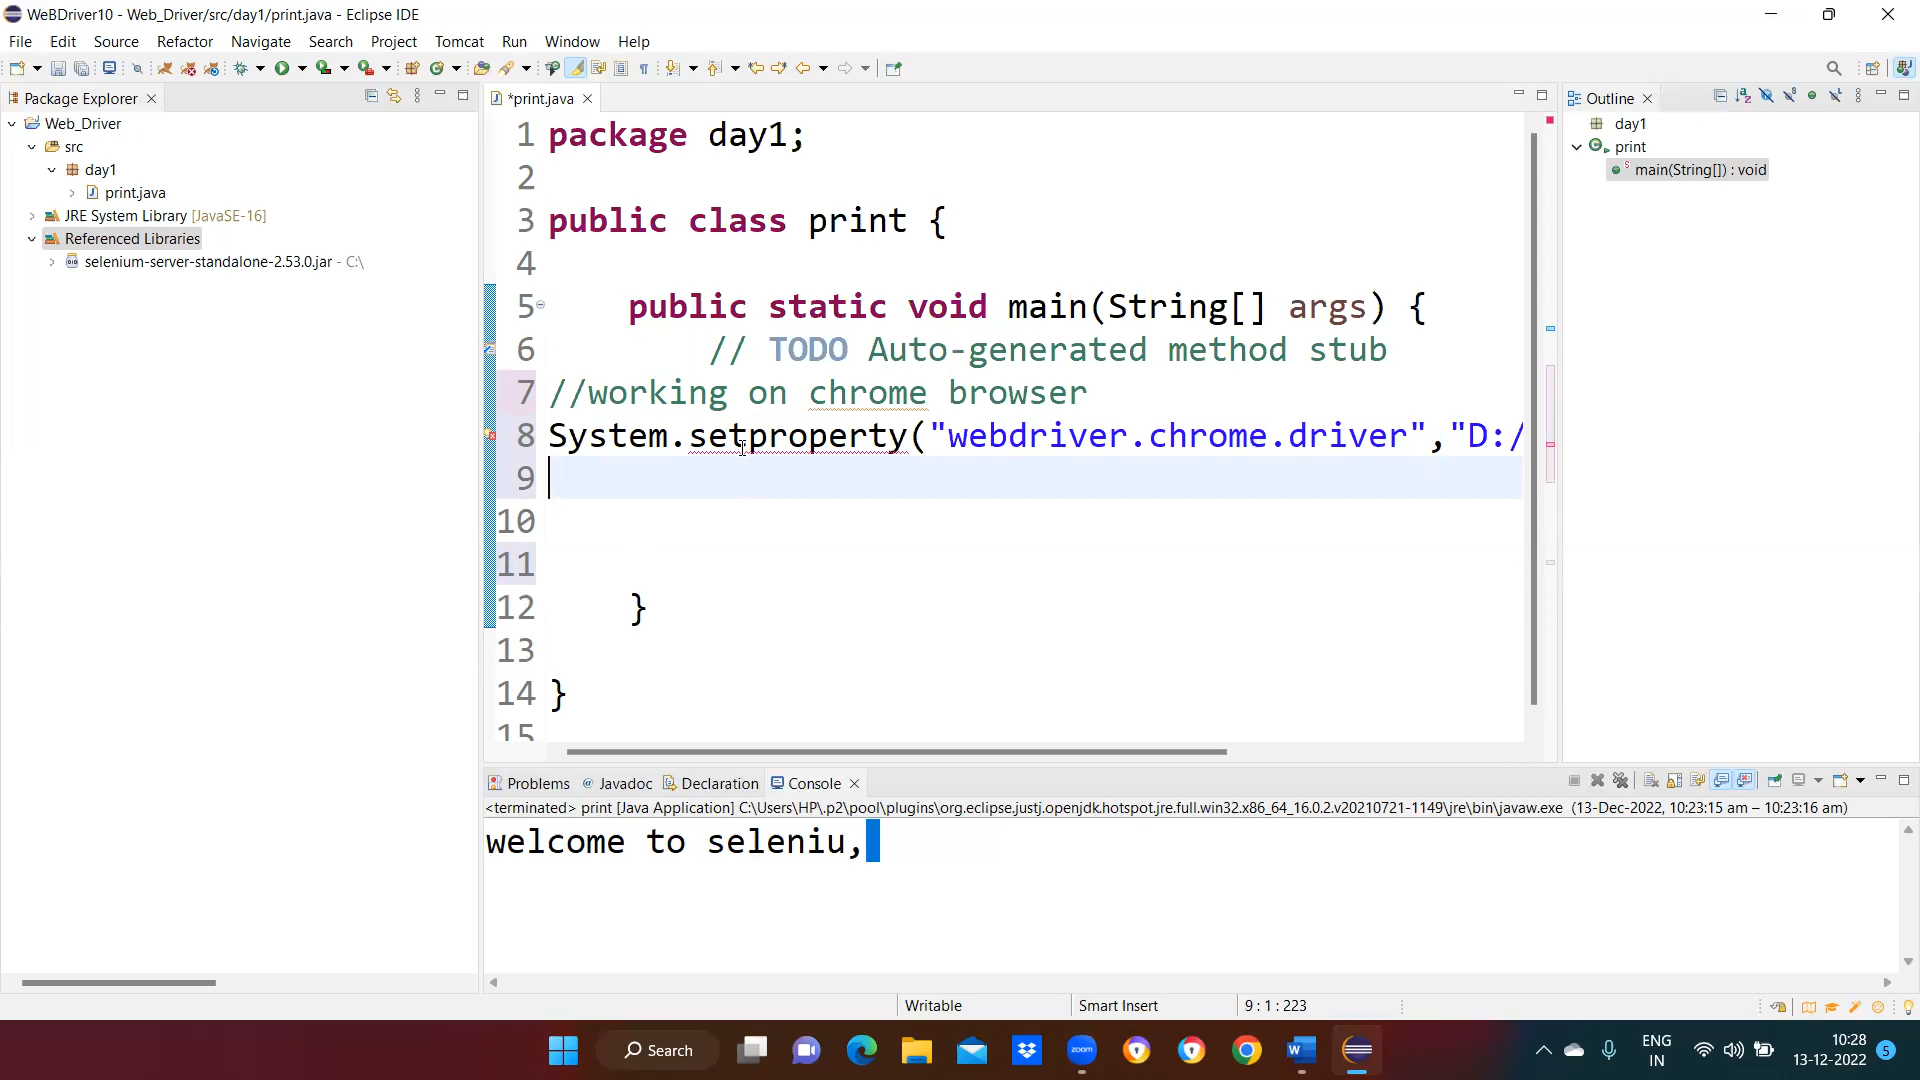 WeBDriver10 - Web_Driver/src/day1/print.java - Eclipse IDE
File Edit Source Refactor Navigate Search Project Tomcat Run Window Help
Package Explorer
Web_Driver
src
day1
print.java
JRE System Library [JavaSE-16]
Referenced Libraries
selenium-server-standalone-2.53.0.jar - C:\
*print.java
1 package day1;
2
3 public class print {
4
5 public static void main(String[] args) {
6 // TODO Auto-generated method stub
7 //working on chrome browser
8 System.setproperty("webdriver.chrome.driver","D:/
9
10
11
12 }
13
14 }
15
Outline
day1
print
main(String[]) : void
Problems Javadoc Declaration Console
<terminated> print [Java Application] C:\Users\HP\.p2\pool\plugins\org.eclipse.justj.openjdk.hotspot.jre.full.win32.x86_64_16.0.2.v20210721-1149\jre\bin\javaw.exe (13-Dec-2022, 10:23:15 am – 10:23:16 am)
welcome to seleniu,
Writable Smart Insert 9 : 1 : 223
Search
zoom
ENG
IN
10:28
13-12-2022
5